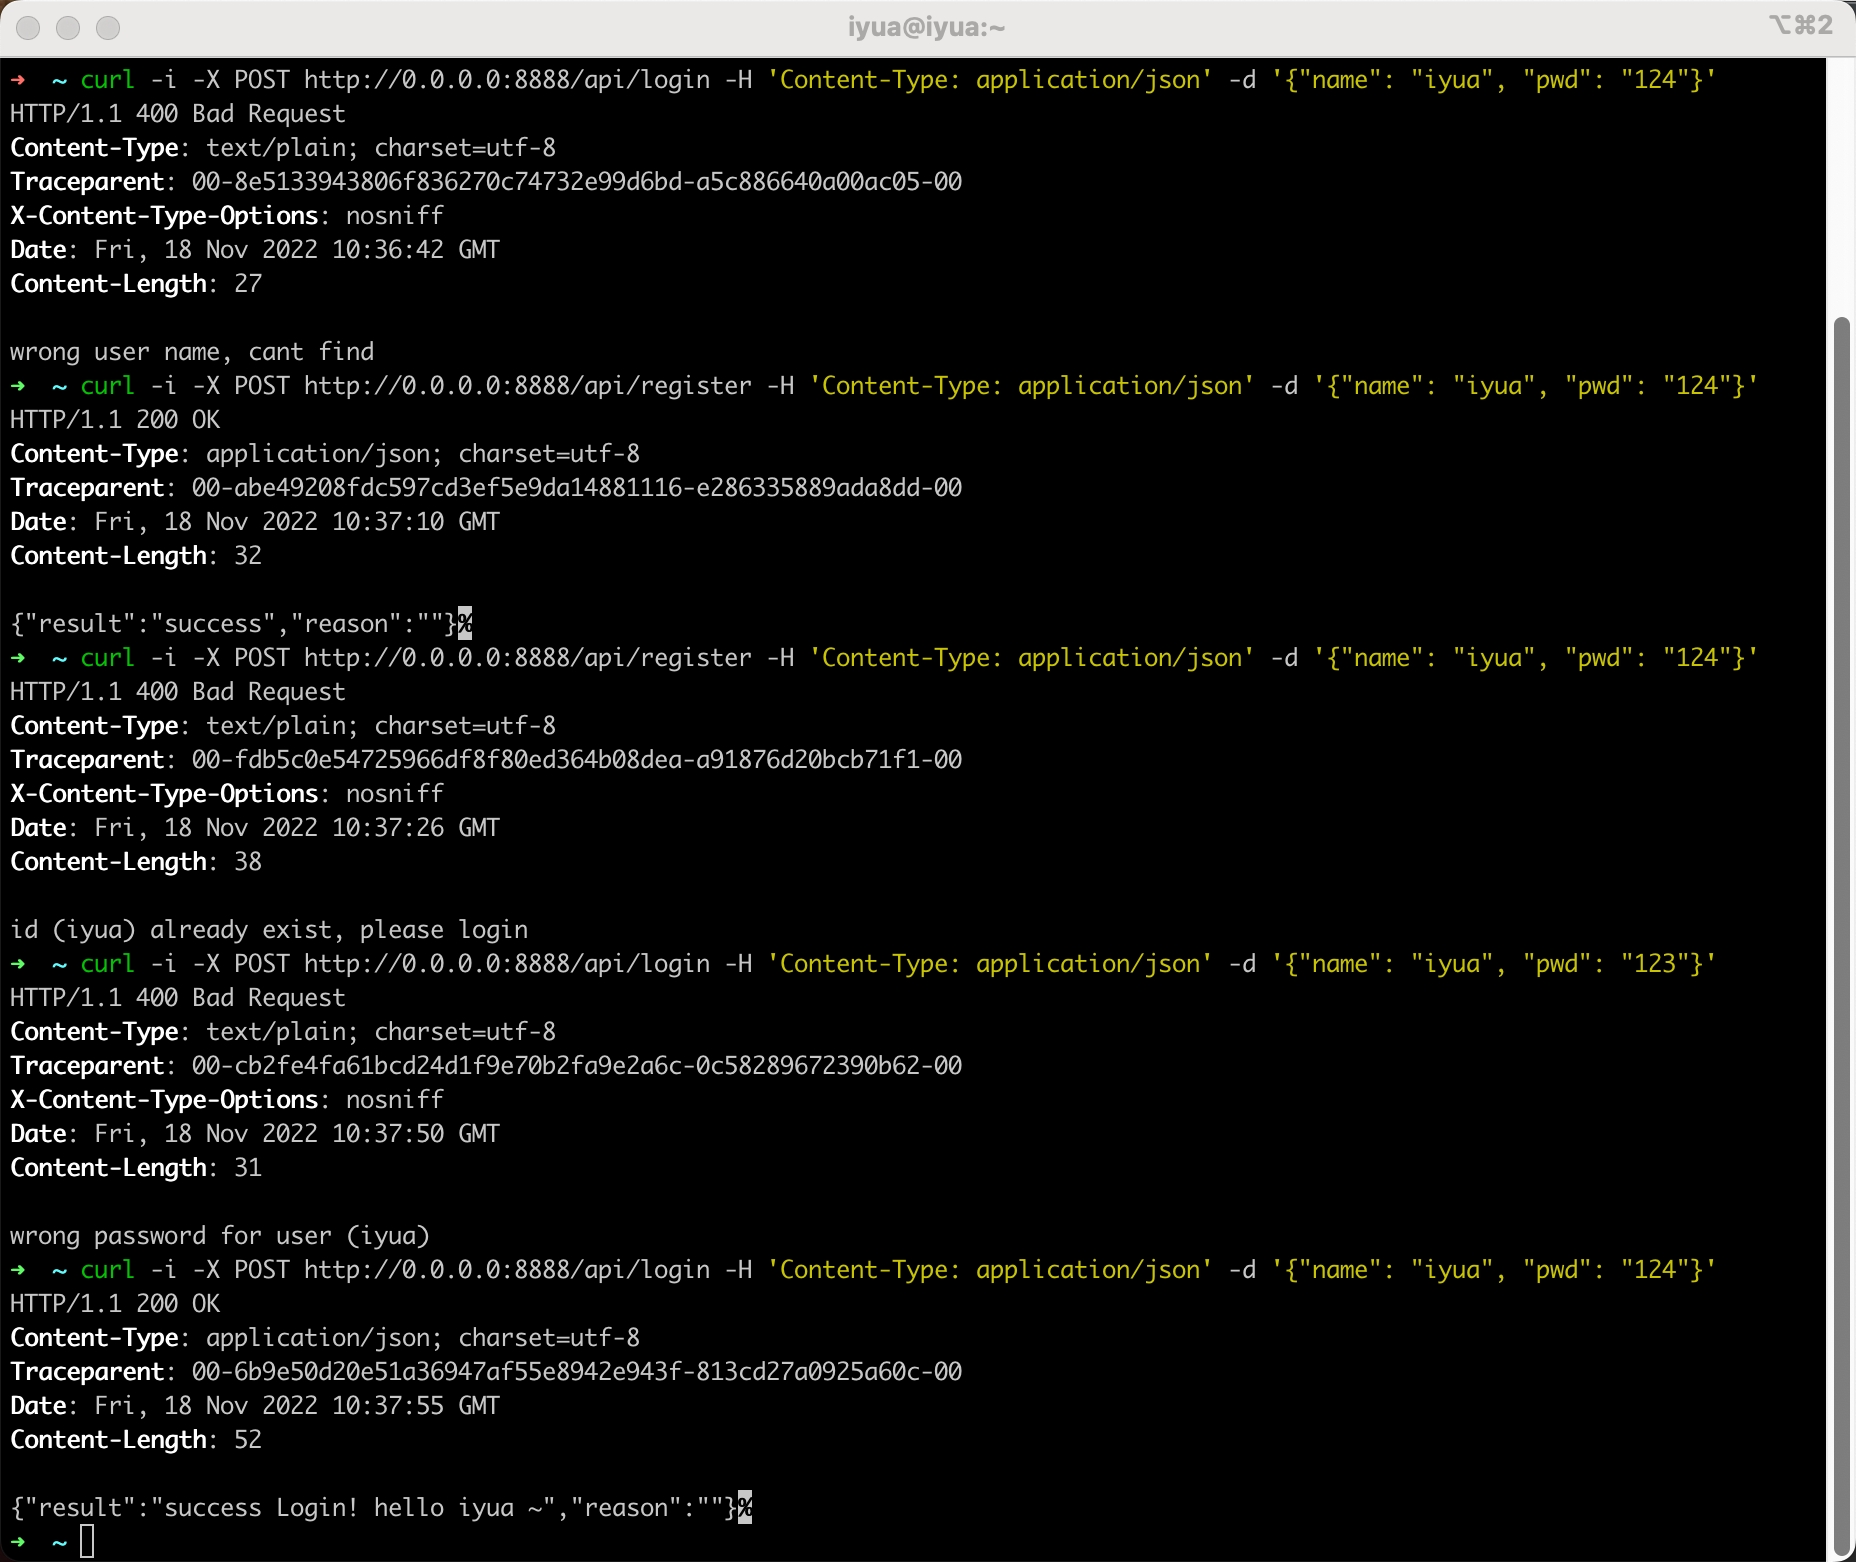 iyua@iyua:~
⌥⌘2
➜ ~ curl -i -X POST http://0.0.0.0:8888/api/login -H 'Content-Type: application/json' -d '{"name": "iyua", "pwd": "124"}'
HTTP/1.1 400 Bad Request
Content-Type: text/plain; charset=utf-8
Traceparent: 00-8e5133943806f836270c74732e99d6bd-a5c886640a00ac05-00
X-Content-Type-Options: nosniff
Date: Fri, 18 Nov 2022 10:36:42 GMT
Content-Length: 27
wrong user name, cant find
➜ ~ curl -i -X POST http://0.0.0.0:8888/api/register -H 'Content-Type: application/json' -d '{"name": "iyua", "pwd": "124"}'
HTTP/1.1 200 OK
Content-Type: application/json; charset=utf-8
Traceparent: 00-abe49208fdc597cd3ef5e9da14881116-e286335889ada8dd-00
Date: Fri, 18 Nov 2022 10:37:10 GMT
Content-Length: 32
{"result":"success","reason":""}%
➜ ~ curl -i -X POST http://0.0.0.0:8888/api/register -H 'Content-Type: application/json' -d '{"name": "iyua", "pwd": "124"}'
HTTP/1.1 400 Bad Request
Content-Type: text/plain; charset=utf-8
Traceparent: 00-fdb5c0e54725966df8f80ed364b08dea-a91876d20bcb71f1-00
X-Content-Type-Options: nosniff
Date: Fri, 18 Nov 2022 10:37:26 GMT
Content-Length: 38
id (iyua) already exist, please login
➜ ~ curl -i -X POST http://0.0.0.0:8888/api/login -H 'Content-Type: application/json' -d '{"name": "iyua", "pwd": "123"}'
HTTP/1.1 400 Bad Request
Content-Type: text/plain; charset=utf-8
Traceparent: 00-cb2fe4fa61bcd24d1f9e70b2fa9e2a6c-0c58289672390b62-00
X-Content-Type-Options: nosniff
Date: Fri, 18 Nov 2022 10:37:50 GMT
Content-Length: 31
wrong password for user (iyua)
➜ ~ curl -i -X POST http://0.0.0.0:8888/api/login -H 'Content-Type: application/json' -d '{"name": "iyua", "pwd": "124"}'
HTTP/1.1 200 OK
Content-Type: application/json; charset=utf-8
Traceparent: 00-6b9e50d20e51a36947af55e8942e943f-813cd27a0925a60c-00
Date: Fri, 18 Nov 2022 10:37:55 GMT
Content-Length: 52
{"result":"success Login! hello iyua ~","reason":""}%
➜ ~